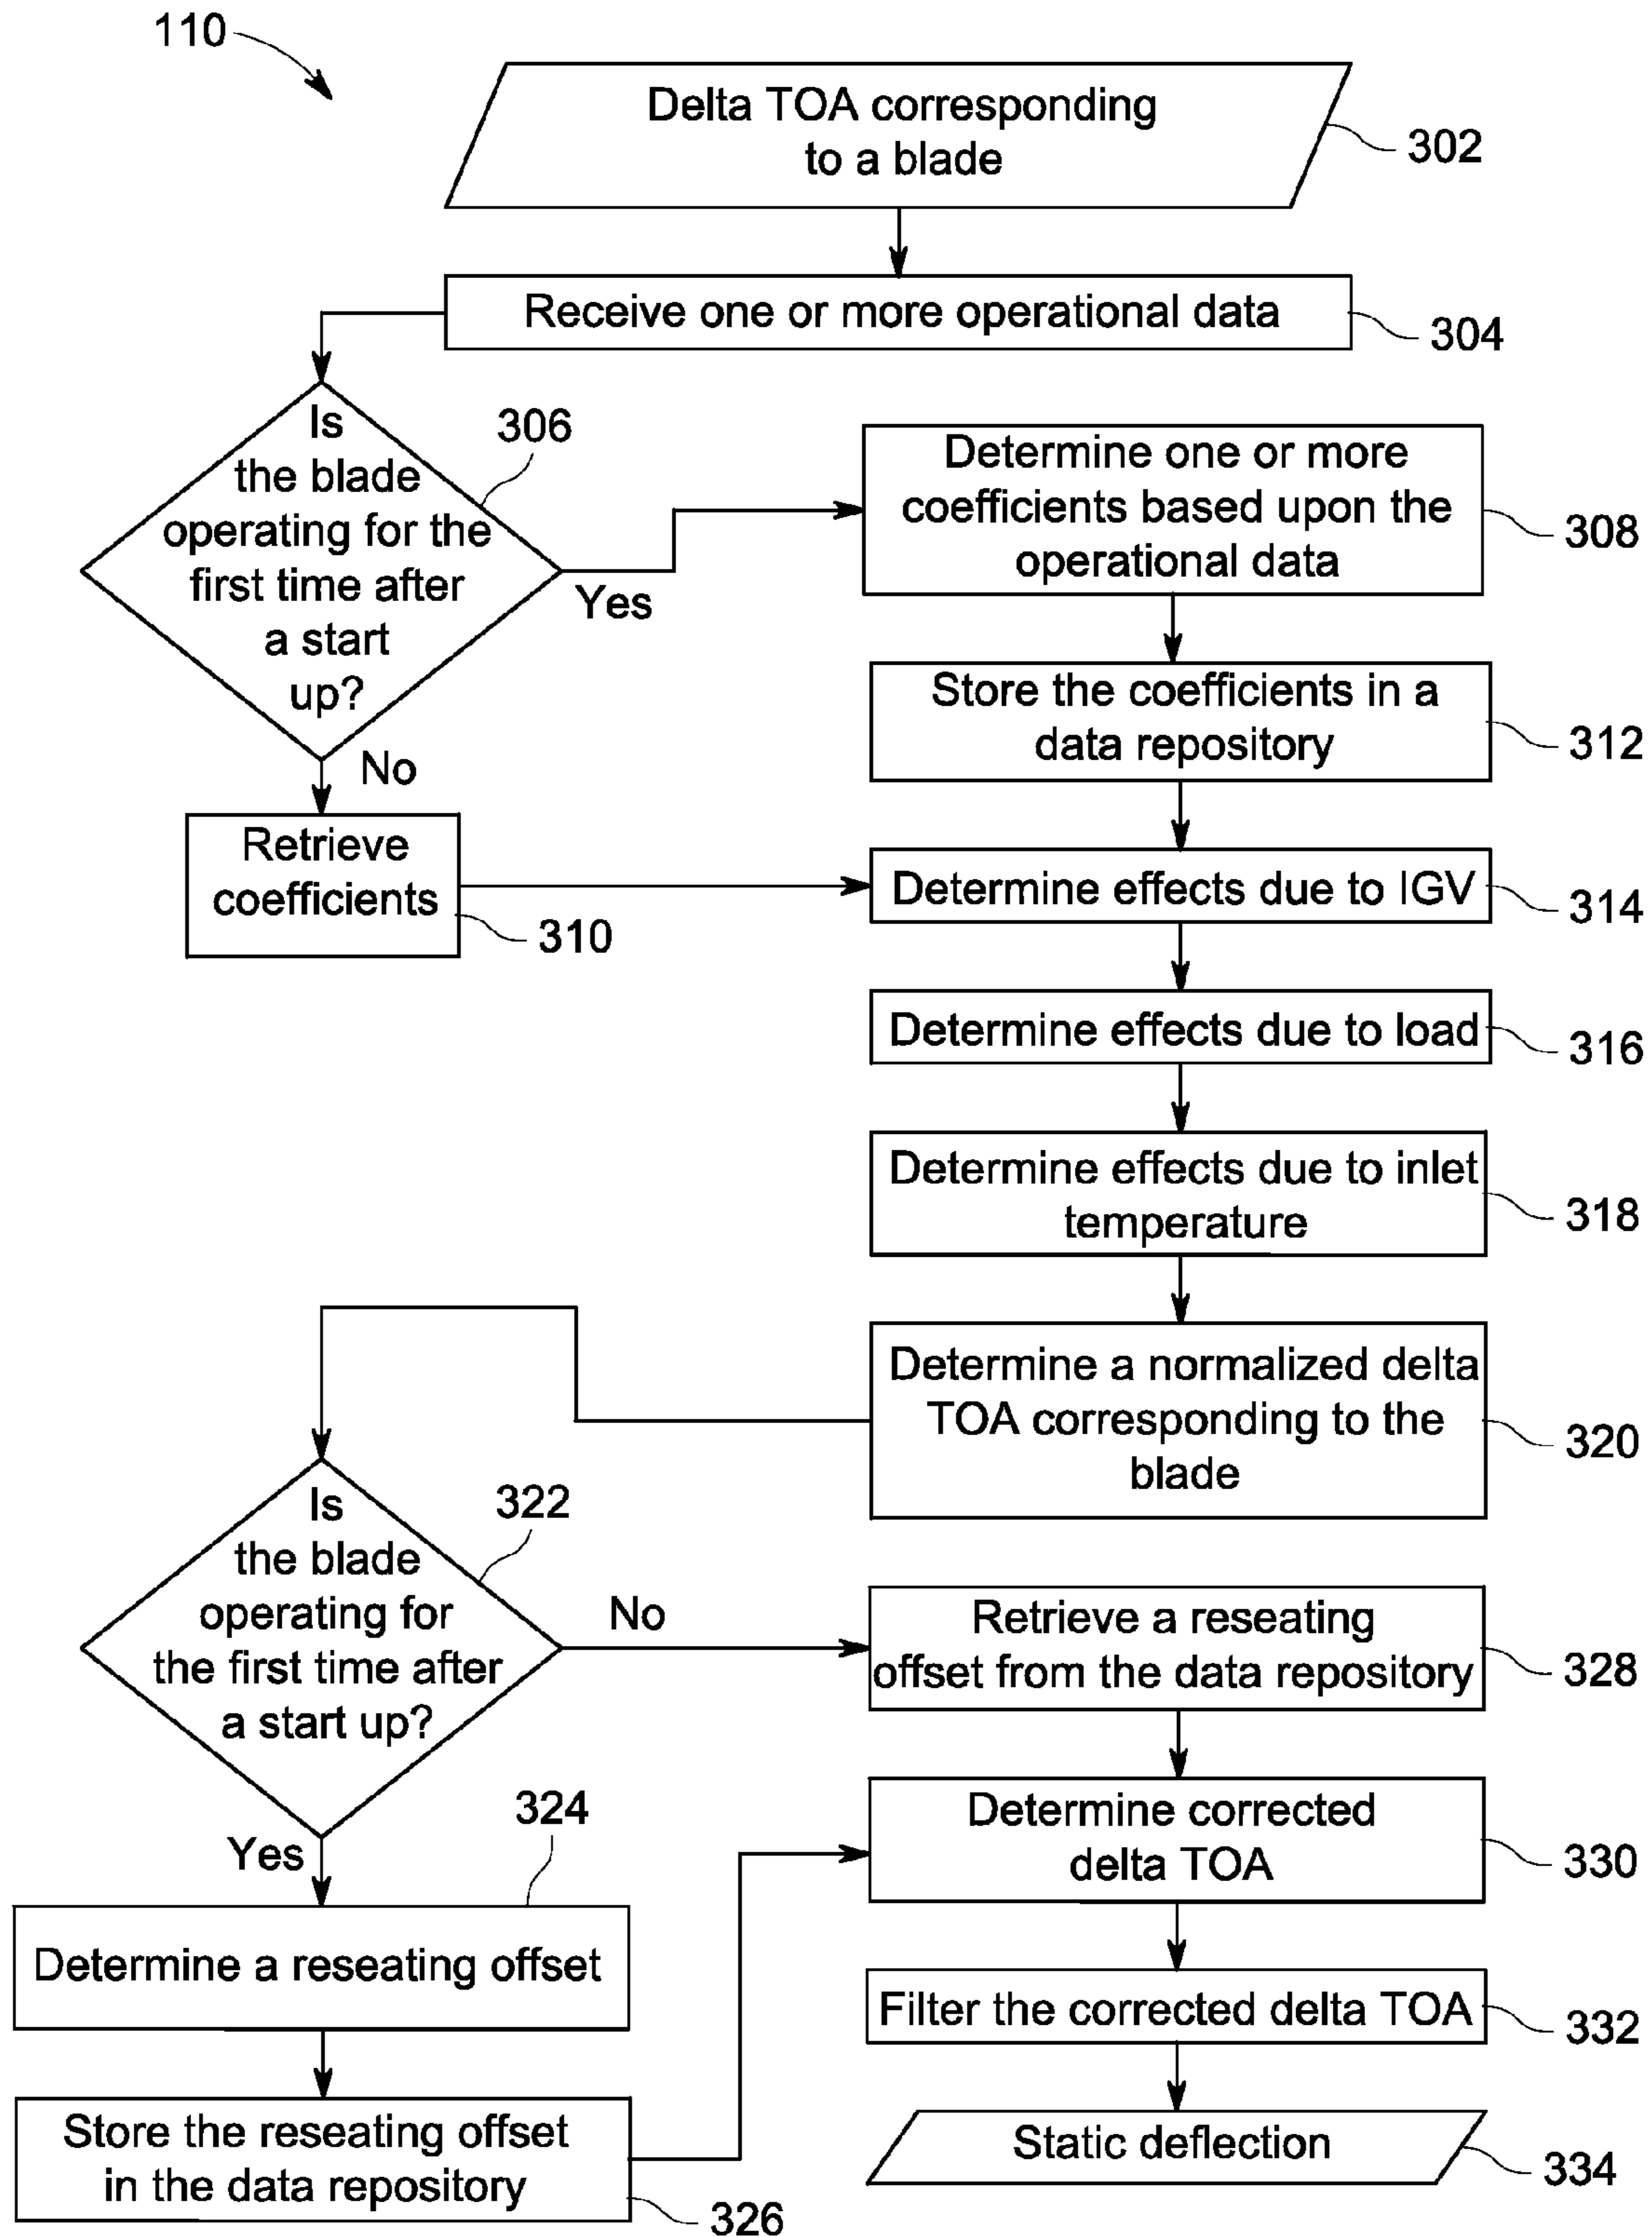 110
Delta TOA corresponding
to a blade
302
Receive one or more operational data
304
Is
the blade
operating for the
first time after
a start
up?
306
Yes
No
Determine one or more
coefficients based upon the
operational data
308
Store the coefficients in a
data repository
312
Retrieve
coefficients
310
Determine effects due to IGV
314
Determine effects due to load
316
Determine effects due to inlet
temperature
318
Determine a normalized delta
TOA corresponding to the
blade
320
Is
the blade
operating for
the first time after
a start up?
322
No
Yes
Retrieve a reseating
offset from the data repository
328
324
Determine a reseating offset
Determine corrected
delta TOA
330
Filter the corrected delta TOA
332
Store the reseating offset
in the data repository
326
Static deflection
334